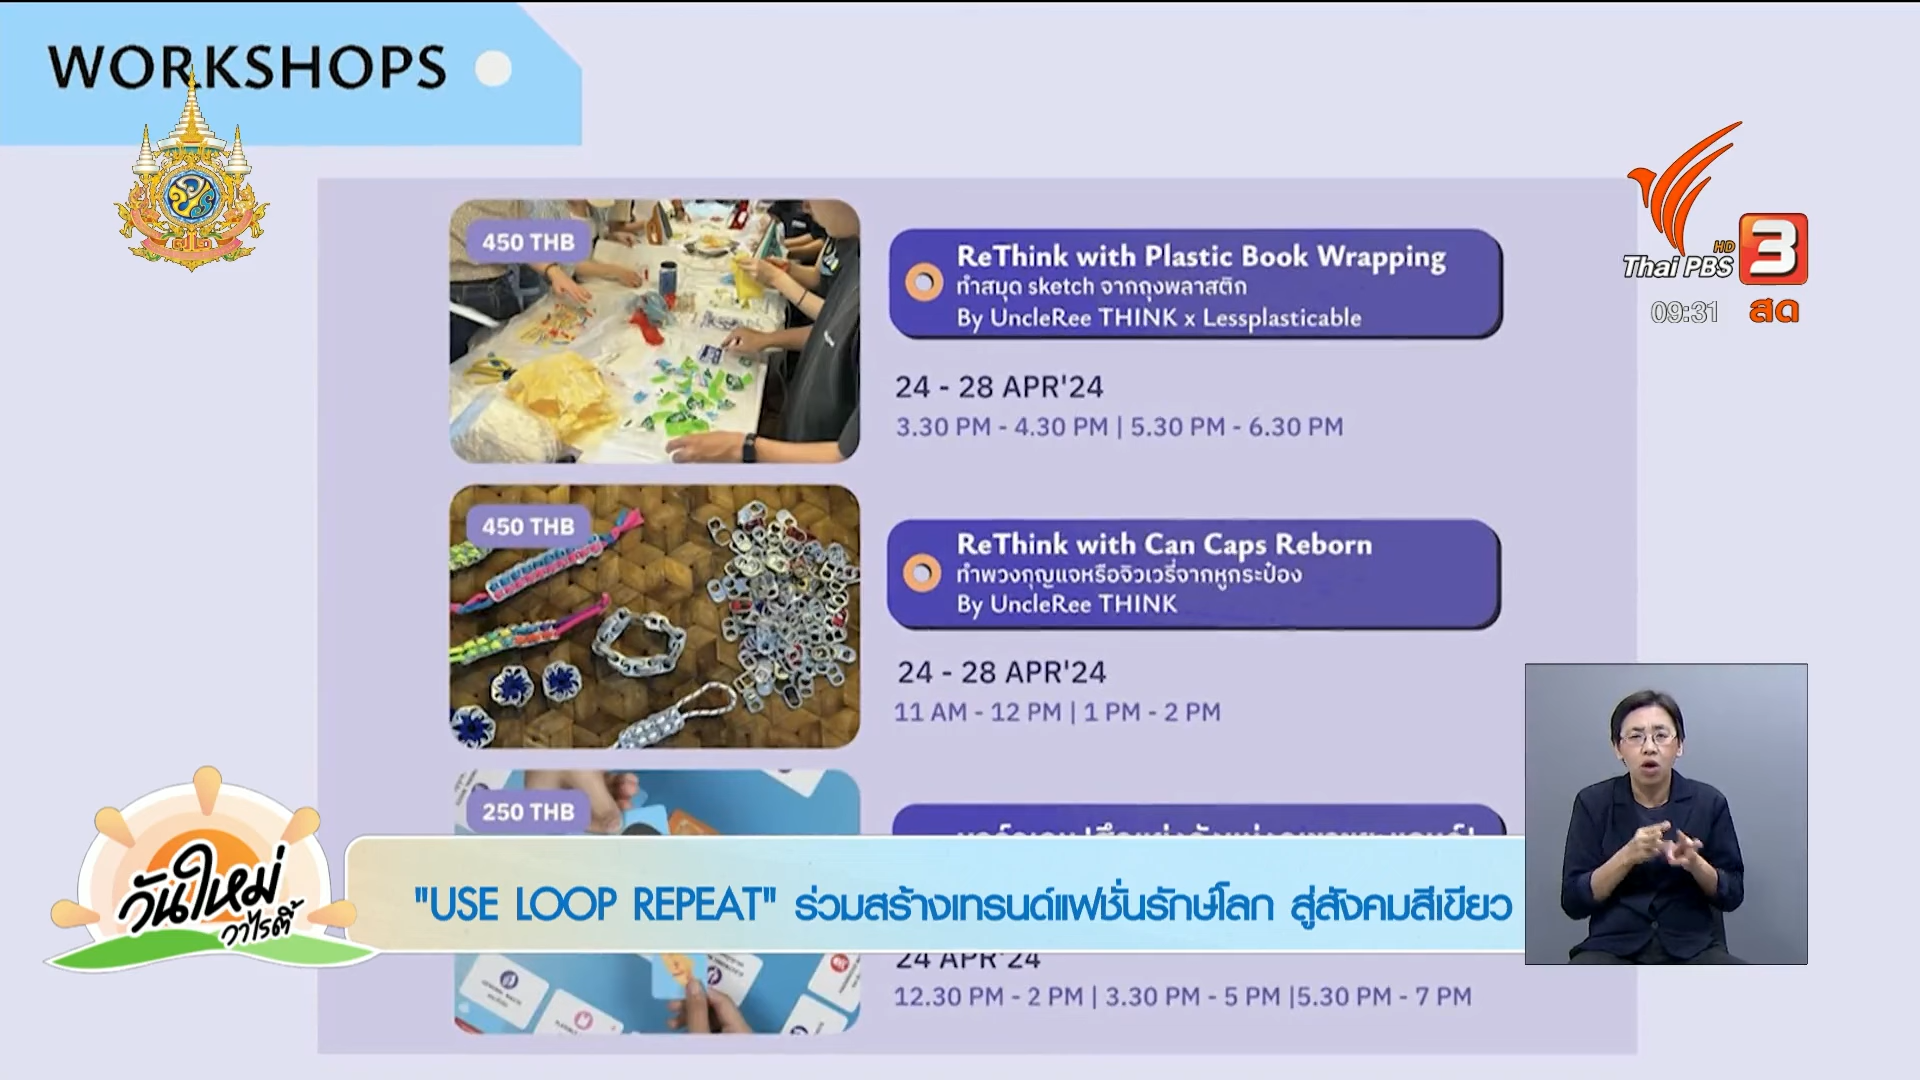 WORKSHOPS
450 THB
ReThink with Plastic Book Wrapping
ทำสมุด sketch จากถุงพลาสติก
By UncleRee THINK x Lessplasticable
24 - 28 APR'24
3.30 PM - 4.30 PM | 5.30 PM - 6.30 PM
450 THB
ReThink with Can Caps Reborn
ทำพวงกุญแจหรือจิวเวรี่จากหูกระป๋อง
By UncleRee THINK
24 - 28 APR'24
11 AM - 12 PM | 1 PM - 2 PM
250 THB
24 APR'24
12.30 PM - 2 PM | 3.30 PM - 5 PM |5.30 PM - 7 PM
Thai PBS HD 3
09:31 สด
วันใหม่
วาไรตี้
"USE LOOP REPEAT" ร่วมสร้างเทรนด์แฟชั่นรักษ์โลก สู่สังคมสีเขียว